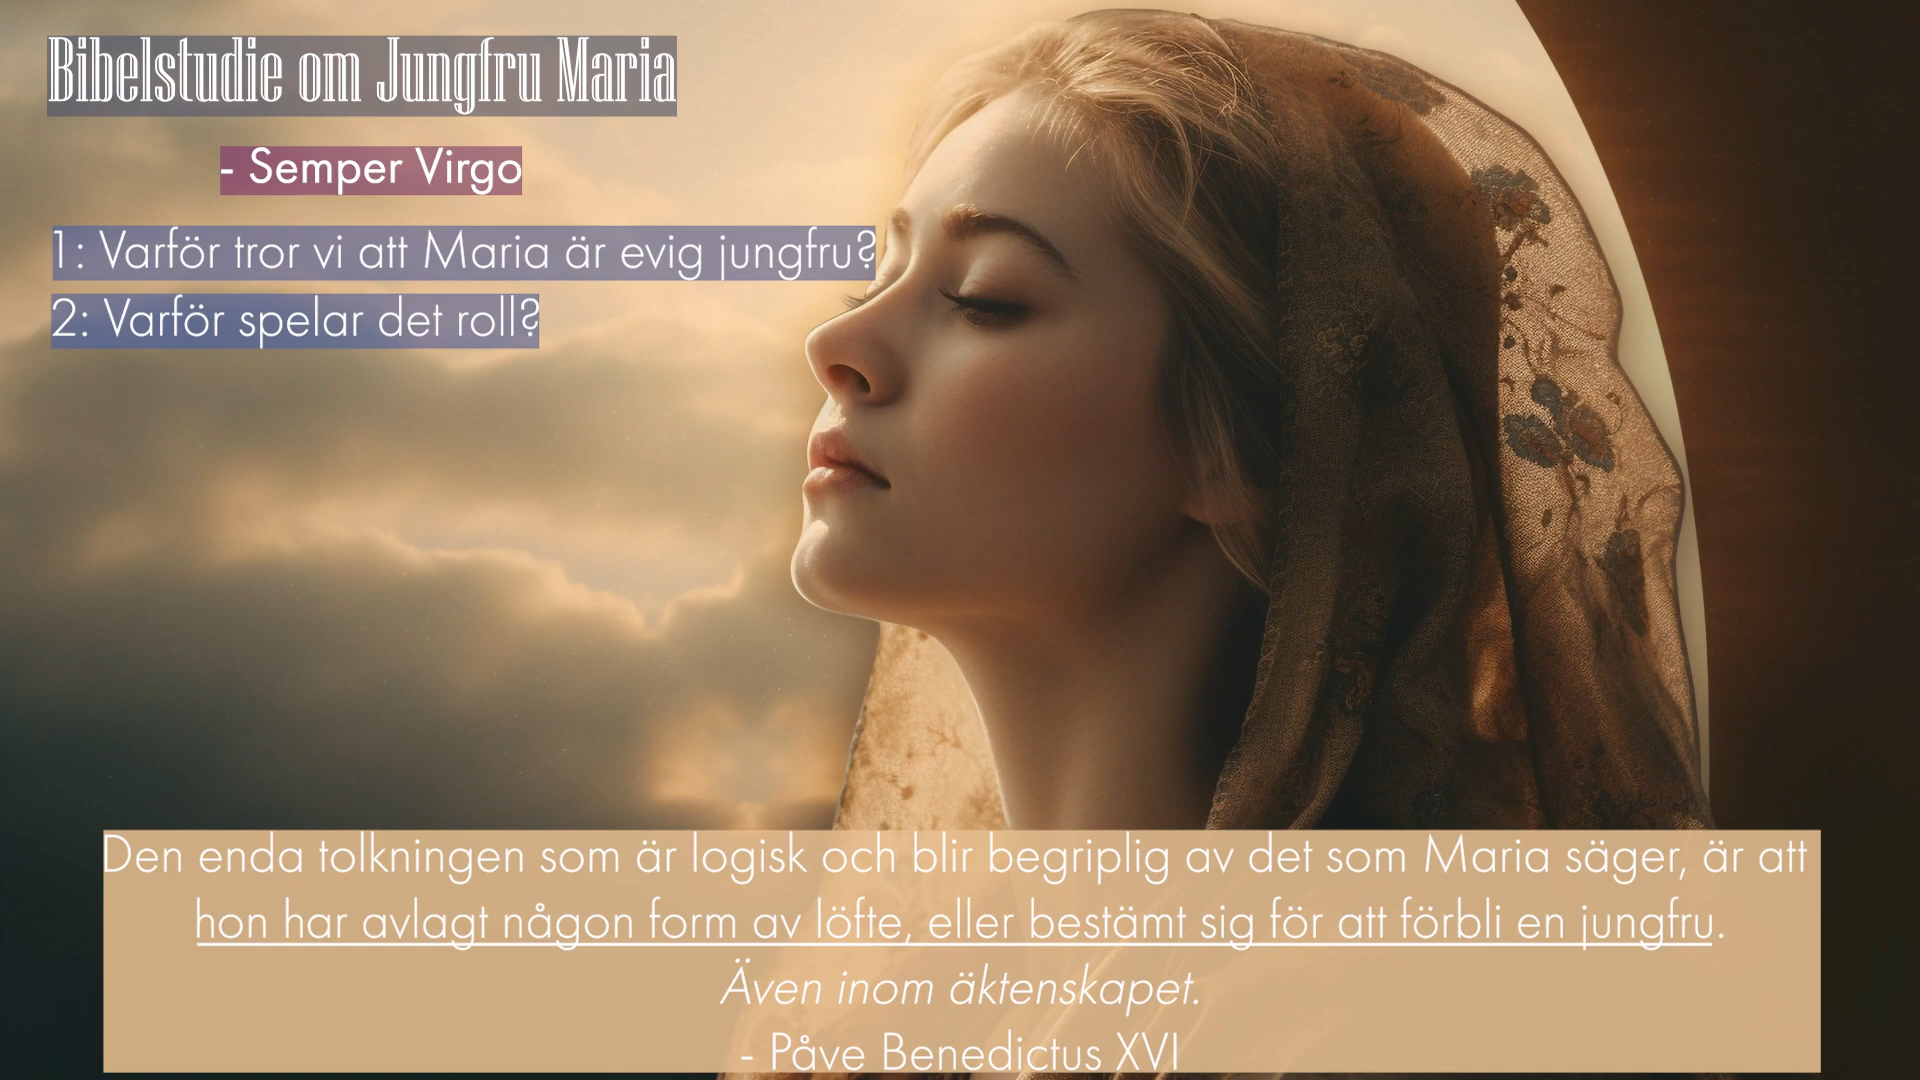 Bibelstudie om Jungfru Maria
- Semper Virgo
1: Varför tror vi att Maria är evig jungfru?
2: Varför spelar det roll?
Den enda tolkningen som är logisk och blir begriplig av det som Maria säger, är att
hon har avlagt någon form av löfte, eller bestämt sig för att förbli en jungfru.
Även inom äktenskapet.
- Påve Benedictus XVI